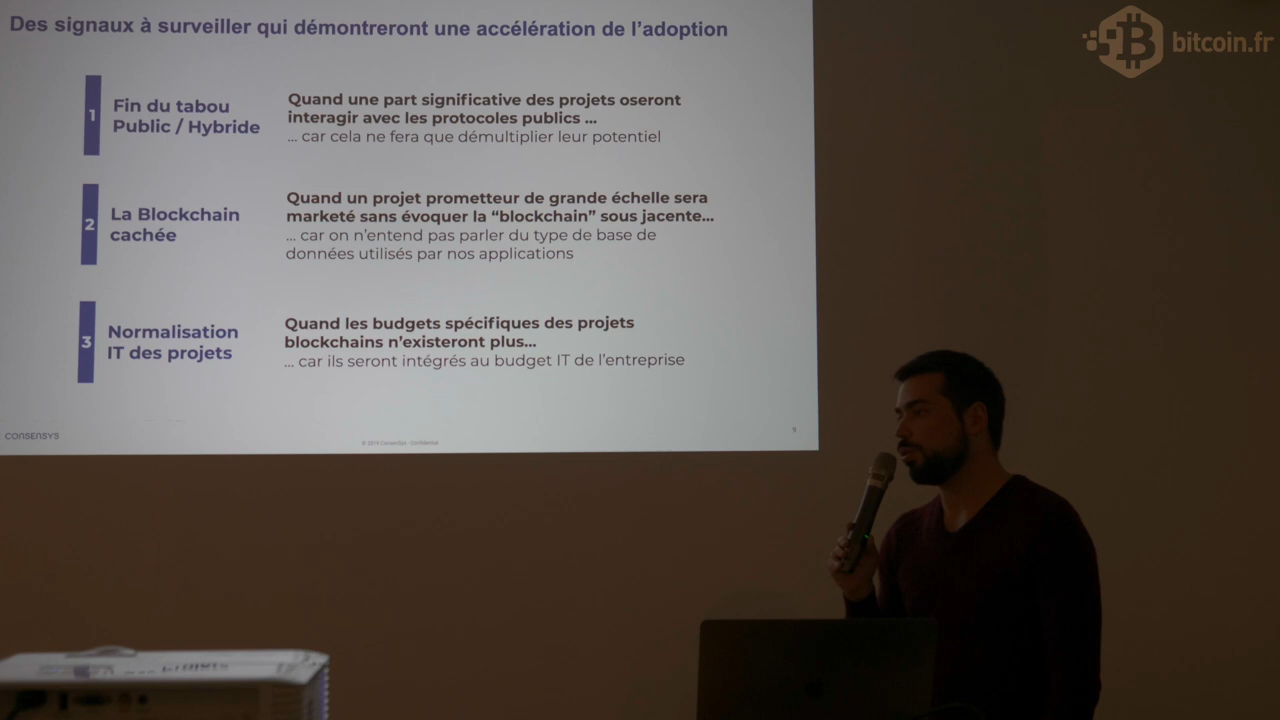 Des signaux à surveiller qui démontreront une accélération de l'adoption
bitcoin.fr
1
Fin du tabou
Public / Hybride
Quand une part significative des projets oseront
interagir avec les protocoles publics ...
... car cela ne fera que démultiplier leur potentiel
2
La Blockchain
cachée
Quand un projet prometteur de grande échelle sera
marketé sans évoquer la “blockchain” sous jacente...
... car on n'entend pas parler du type de base de
données utilisés par nos applications
3
Normalisation
IT des projets
Quand les budgets spécifiques des projets
blockchains n'existeront plus...
... car ils seront intégrés au budget IT de l'entreprise
CONSENSYS
© 2019 ConsenSys - Confidential
9